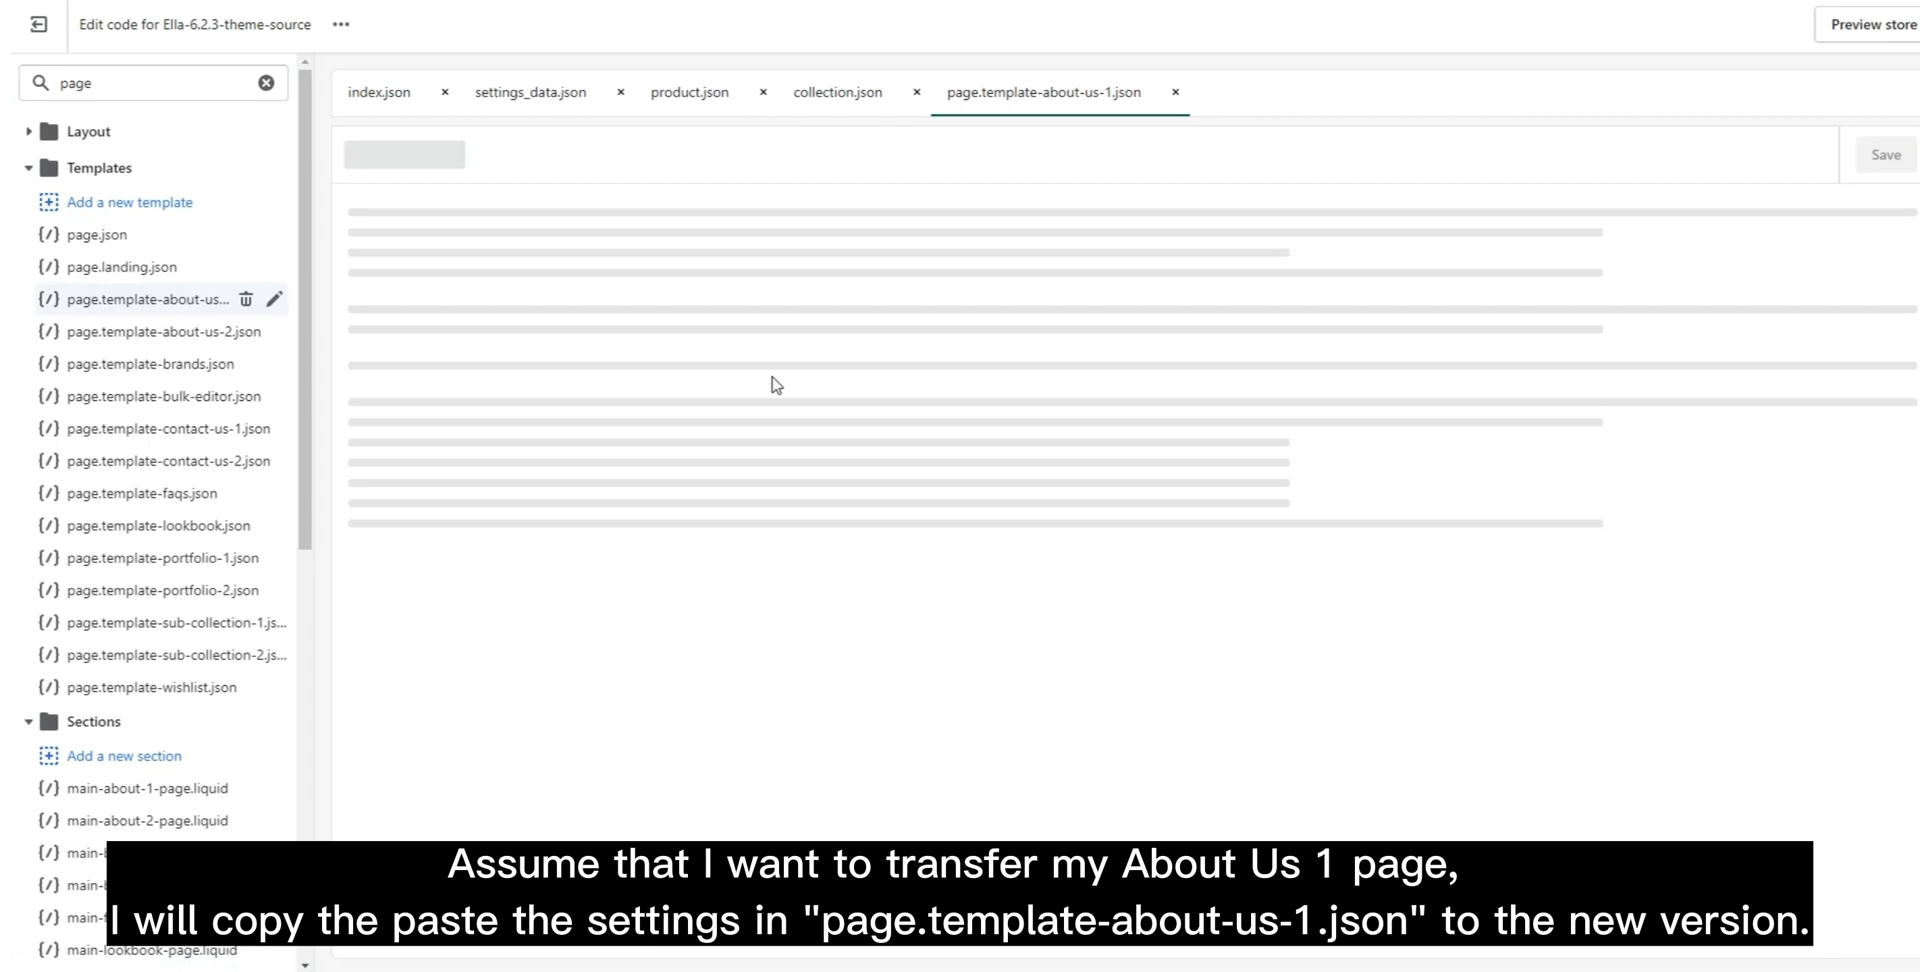 Edit code for Ella-6.2.3-theme-source
Preview store
page
index.json
settings_data.json
product.json
collection.json
page.template-about-us-1.json
Save
Layout
Templates
Add a new template
page.json
page.landing.json
page.template-about-us...
page.template-about-us-2.json
page.template-brands.json
page.template-bulk-editor.json
page.template-contact-us-1.json
page.template-contact-us-2.json
page.template-faqs.json
page.template-lookbook.json
page.template-portfolio-1.json
page.template-portfolio-2.json
page.template-sub-collection-1.js...
page.template-sub-collection-2.js...
page.template-wishlist.json
Sections
Add a new section
main-about-1-page.liquid
main-about-2-page.liquid
main-lookbook-page.liquid
Assume that I want to transfer my About Us 1 page,
I will copy the paste the settings in "page.template-about-us-1.json" to the new version.